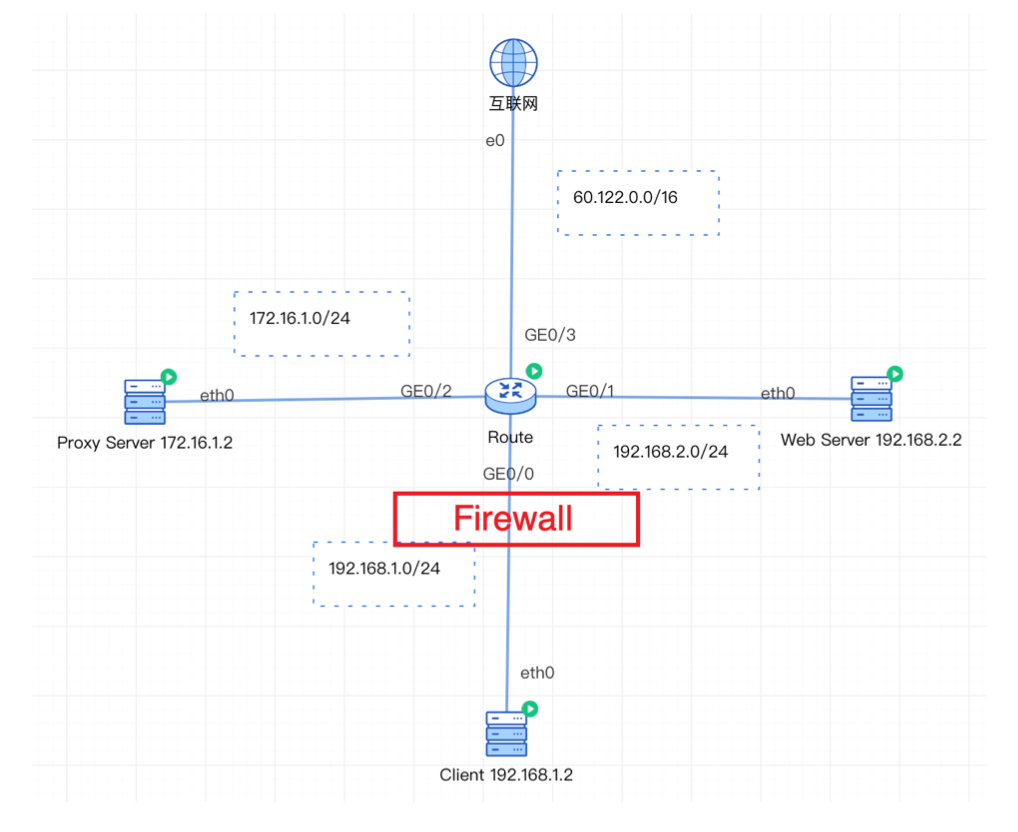 互联网
e0
60.122.0.0/16
172.16.1.0/24
GE0/3
eth0
GE0/2
GE0/1
eth0
Proxy Server 172.16.1.2
Route
Web Server 192.168.2.2
192.168.2.0/24
GE0/0
Firewall
192.168.1.0/24
eth0
Client 192.168.1.2